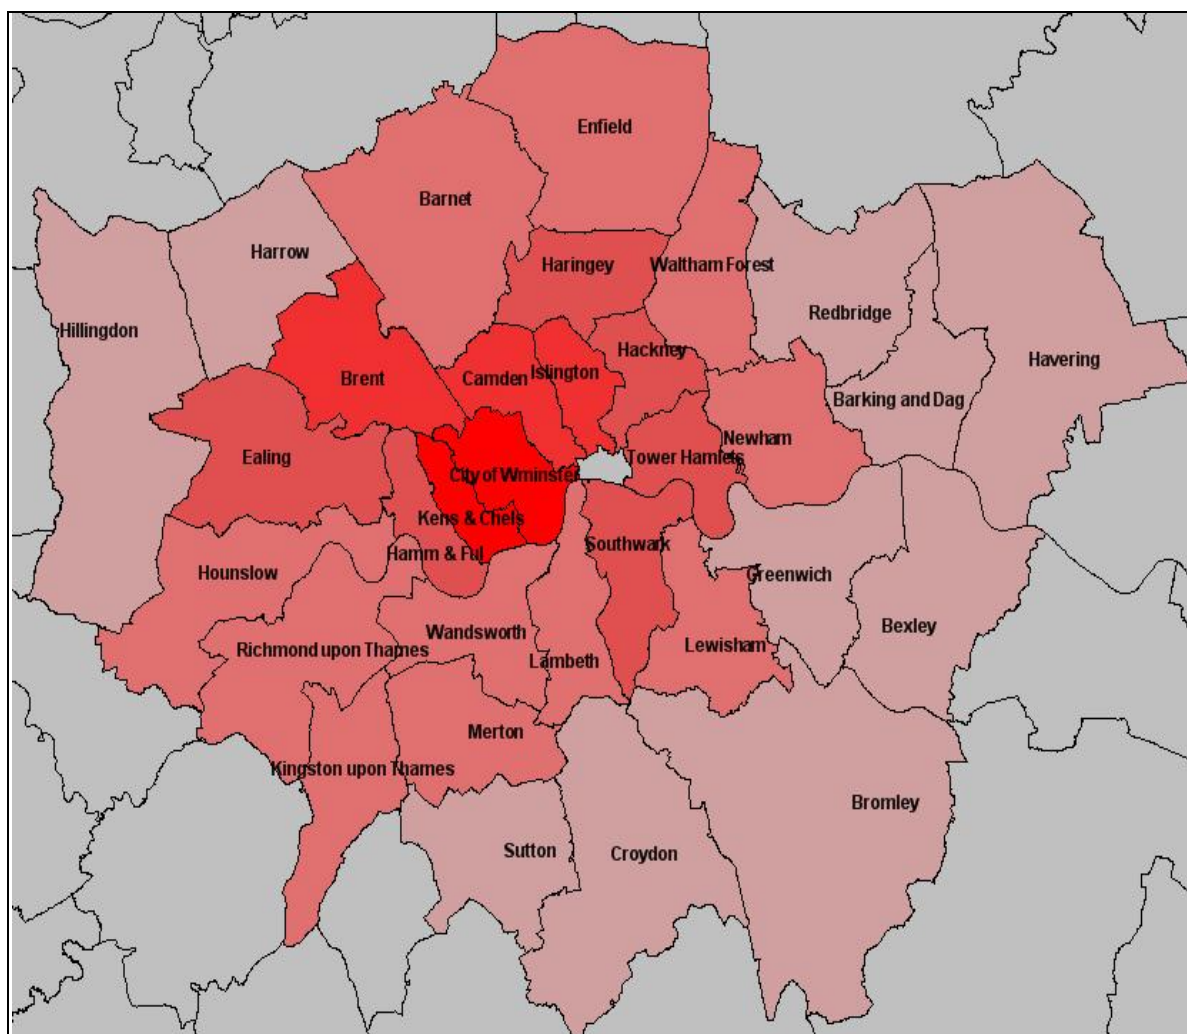 Enfield
Barnet
Harrow
Haringey
Waltham Forest
Redbridge
Hillingdon
Havering
Hackney
Brent
Camden
Islington
Barking and Dag
Newham
Ealing
Tower Hamlets
City of Wminster
Kens & Chels
Southwark
Hamm & Ful
Hounslow
Greenwich
Bexley
Wandsworth
Richmond upon Thames
Lewisham
Lambeth
Merton
Kingston upon Thames
Bromley
Sutton
Croydon